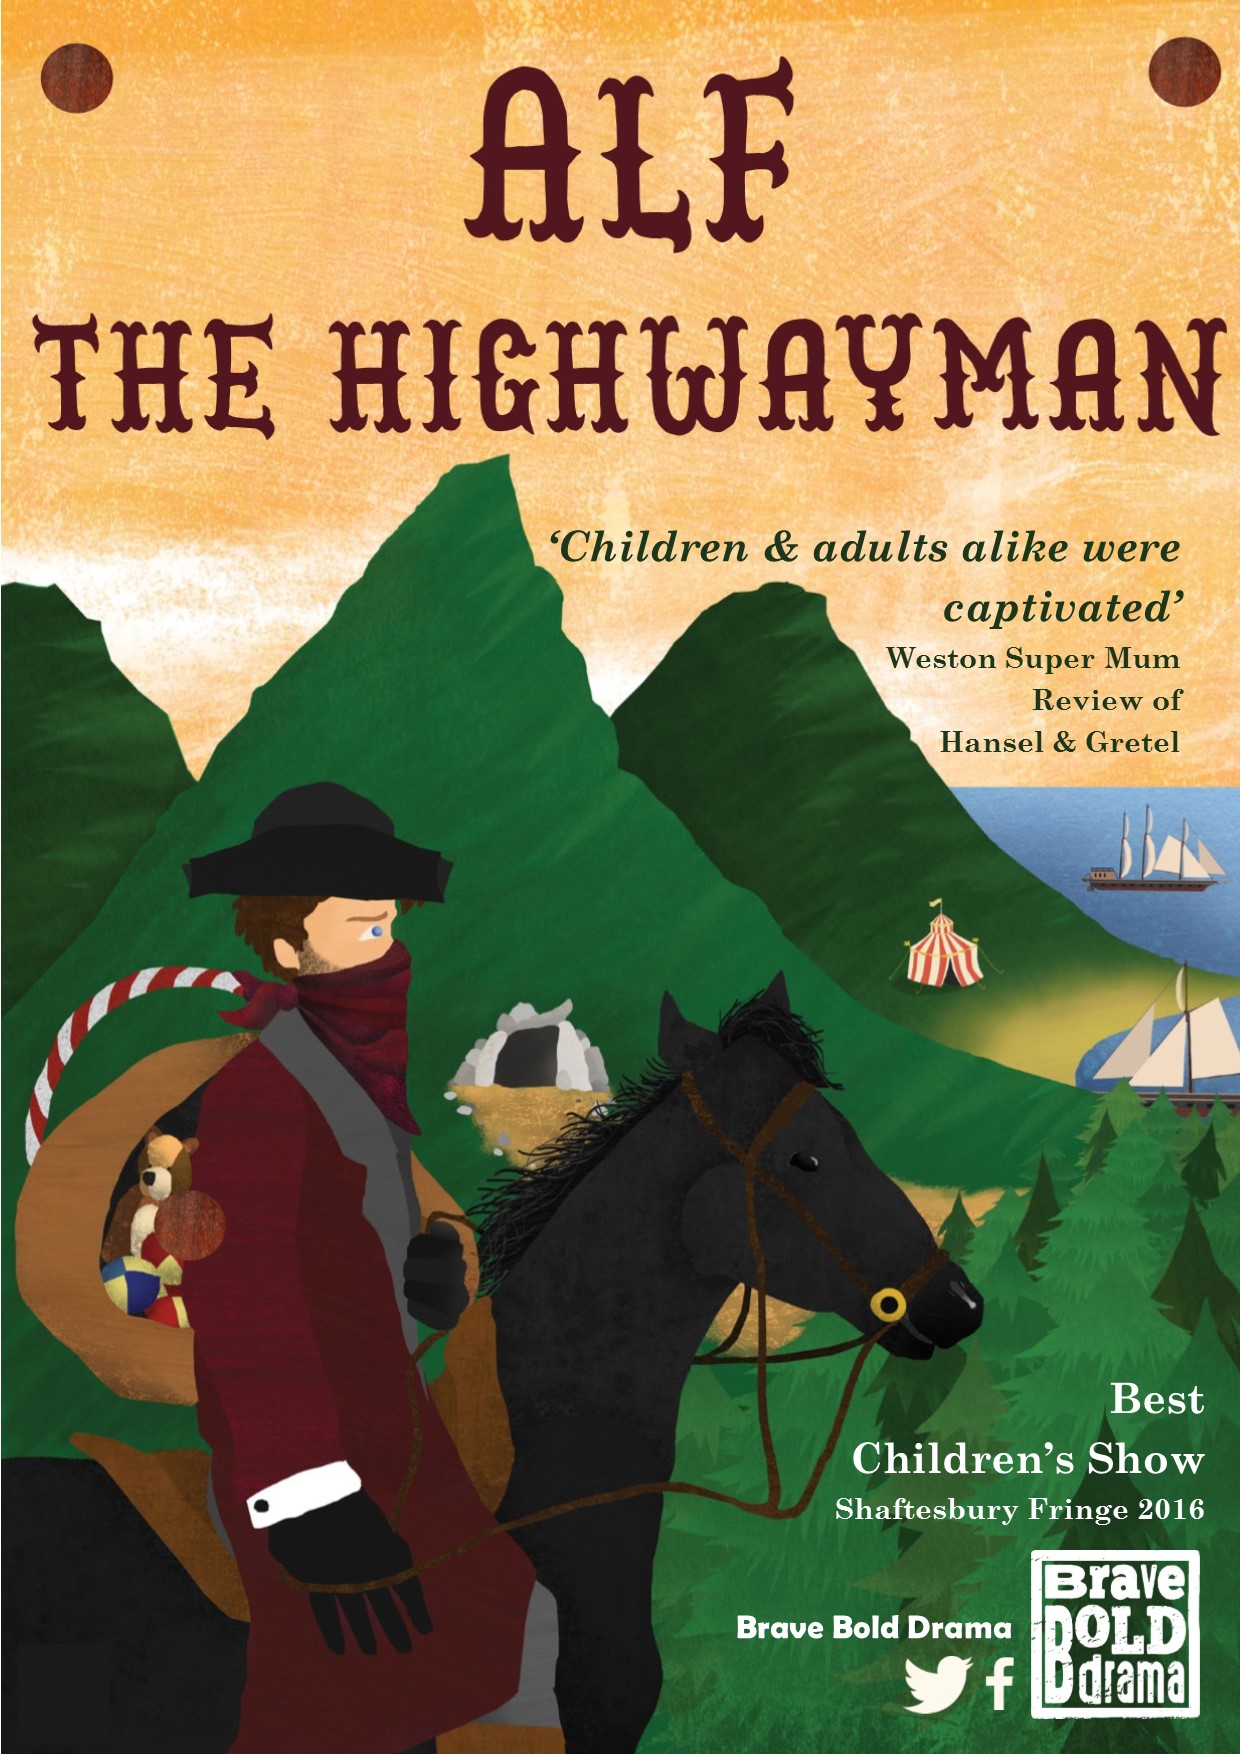 ALF
THE HIGHWAYMAN
‘Children & adults alike were
captivated’
Weston Super Mum
Review of
Hansel & Gretel
Best
Children’s Show
Shaftesbury Fringe 2016
Brave Bold Drama
Brave
BOLD
drama